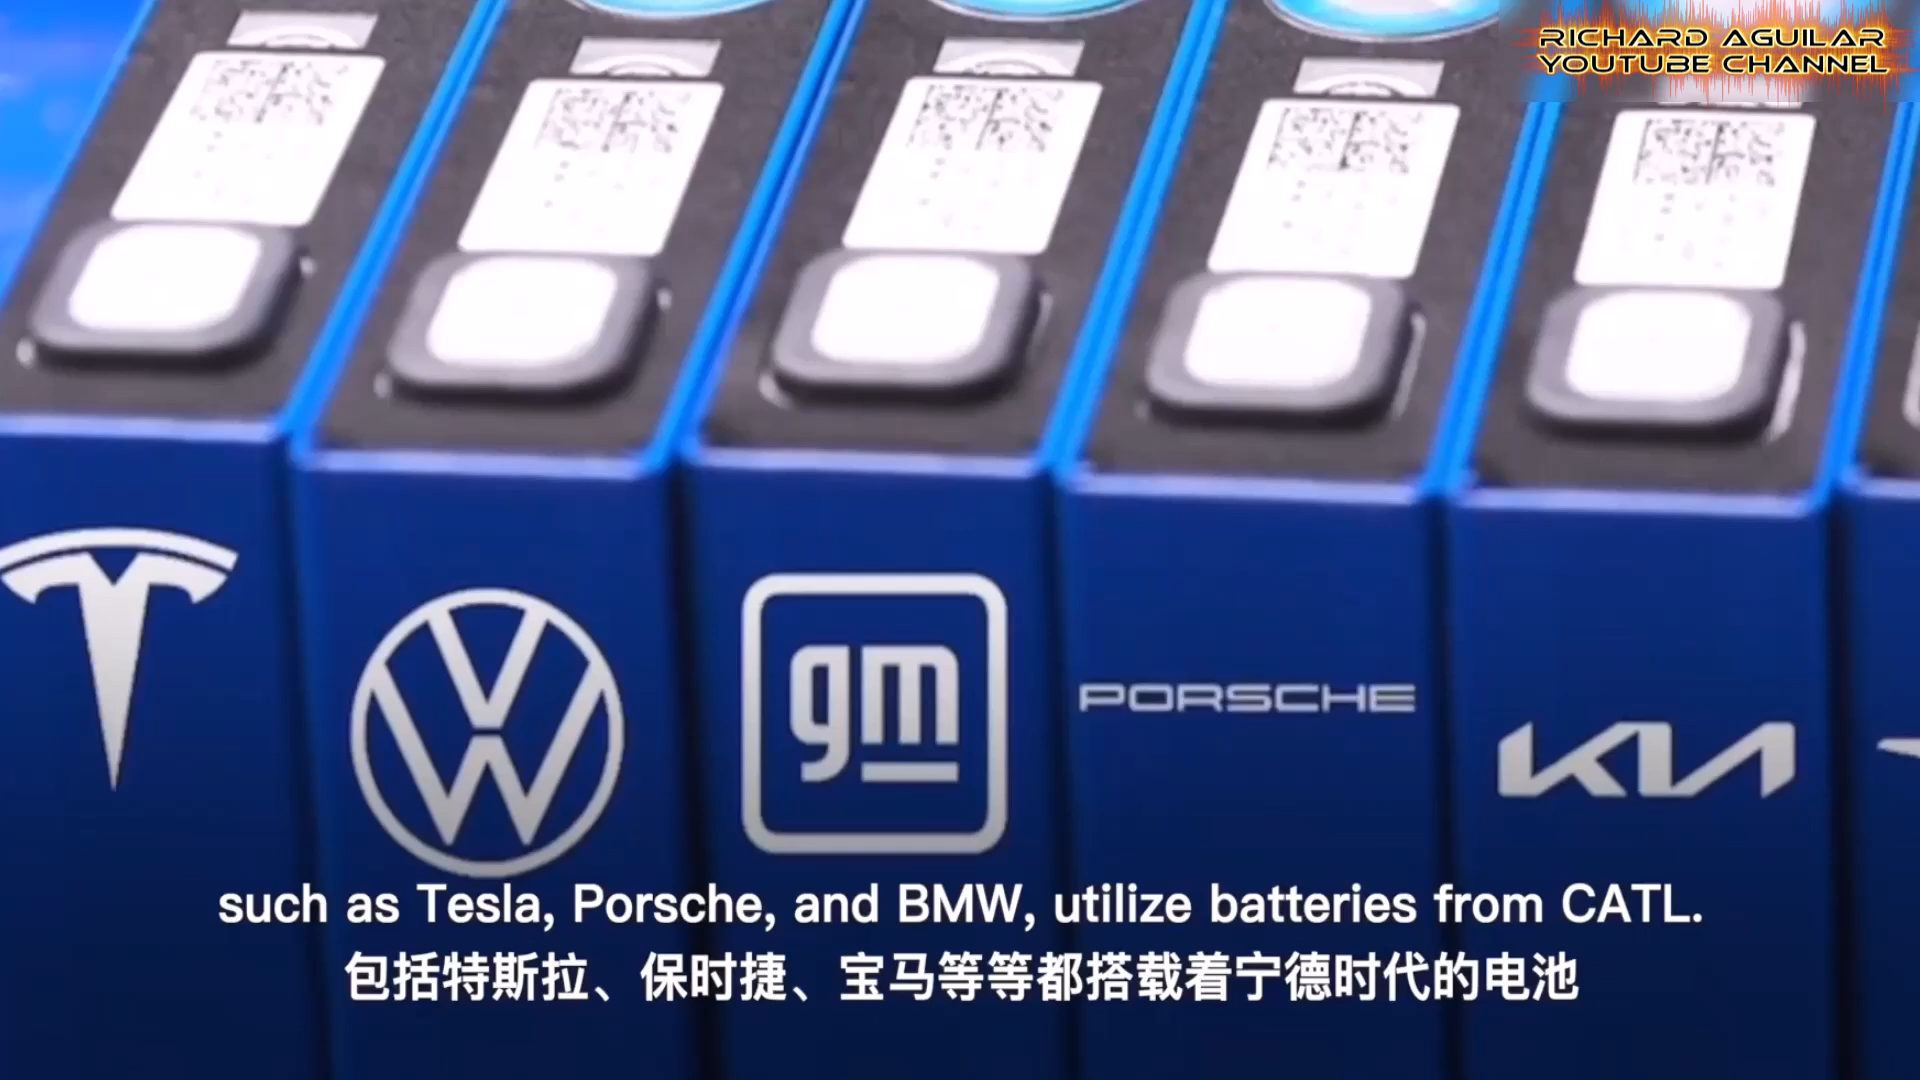 RICHARD AGUILAR
YOUTUBE CHANNEL
gm
PORSCHE
KIA
such as Tesla, Porsche, and BMW, utilize batteries from CATL.
包括特斯拉、保时捷、宝马等等都搭载着宁德时代的电池